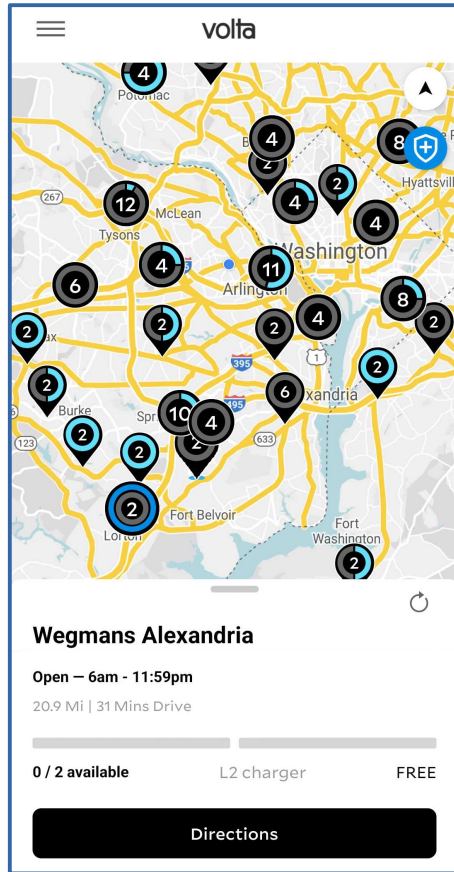 volta
4
Potomac
4
8
2
2
Hyattsvill
267
12
McLean
4
4
Tysons
4
11
Washington
6
Arlington
8
2
2
2
4
2
395
1
2
2
6
xandria
Burke
Spr
10
4
495
2
123
2
633
2
2
Fort Belvoir
Lorton
Fort
Washington
2
Wegmans Alexandria
Open — 6am - 11:59pm
20.9 Mi | 31 Mins Drive
0 / 2 available L2 charger FREE
Directions